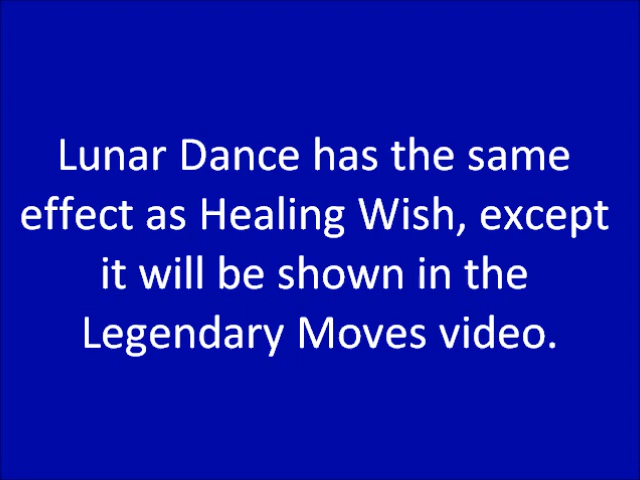 Lunar Dance has the same
effect as Healing Wish, except
it will be shown in the
Legendary Moves video.